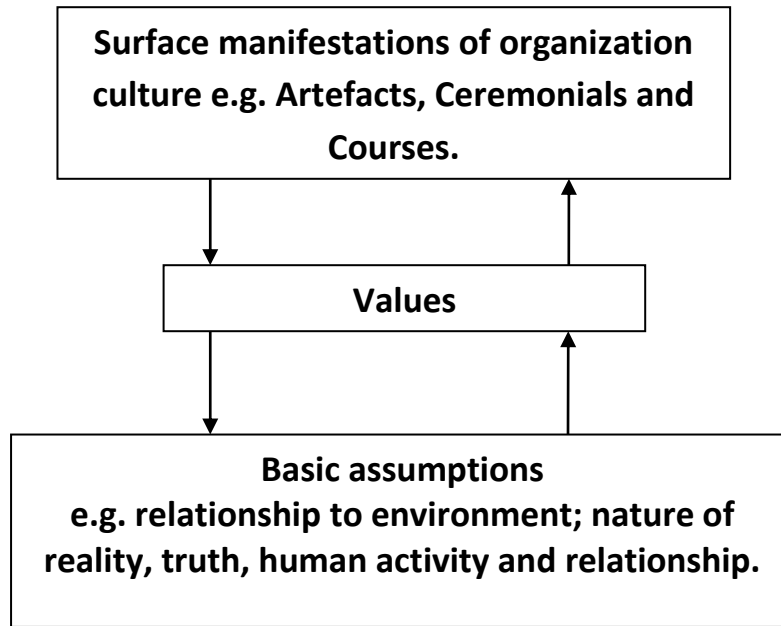 Surface manifestations of organization
culture e.g. Artefacts, Ceremonials and
Courses.
Values
Basic assumptions
e.g. relationship to environment; nature of
reality, truth, human activity and relationship.